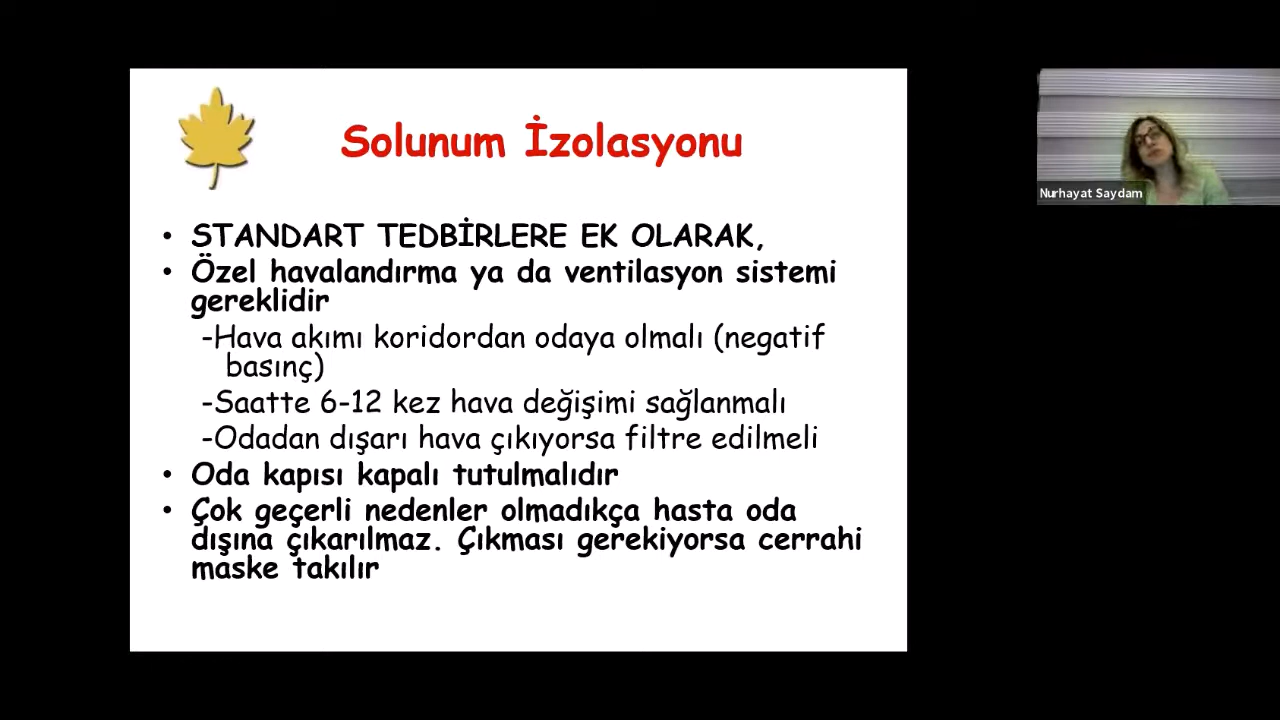 Solunum İzolasyonu
• STANDART TEDBİRLERE EK OLARAK,
• Özel havalandırma ya da ventilasyon sistemi
gereklidir
-Hava akımı koridordan odaya olmalı (negatif
basınç)
-Saatte 6-12 kez hava değişimi sağlanmalı
-Odadan dışarı hava çıkıyorsa filtre edilmeli
• Oda kapısı kapalı tutulmalıdır
• Çok geçerli nedenler olmadıkça hasta oda
dışına çıkarılmaz. Çıkması gerekiyorsa cerrahi
maske takılır
Nurhayat Saydam